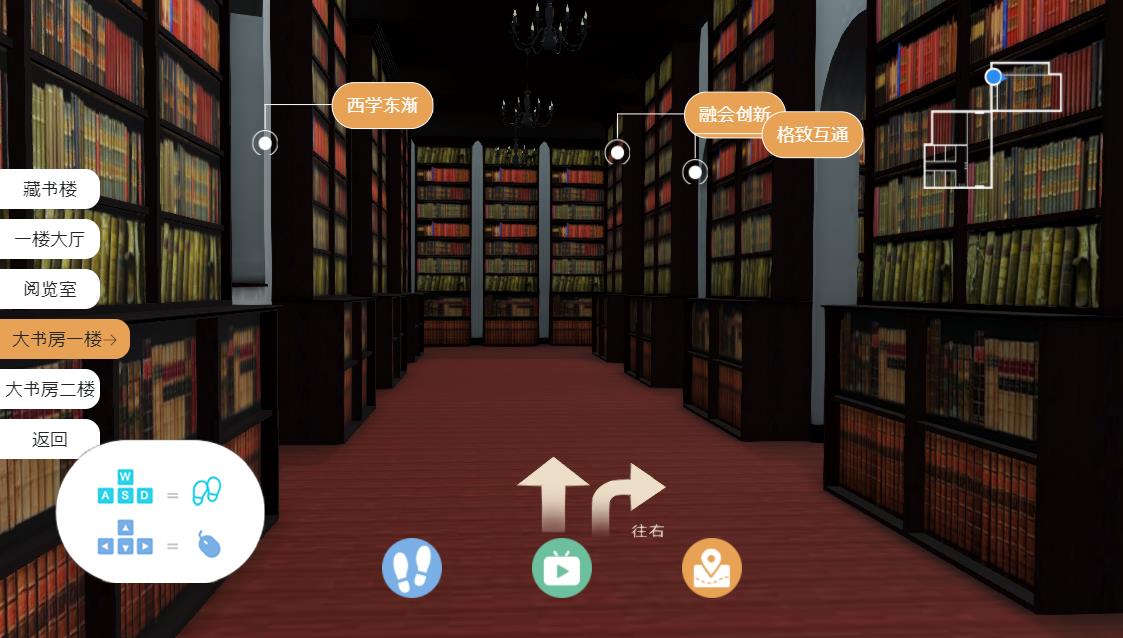 西学东渐
融会创新
格致互通
藏书楼
一楼大厅
阅览室
大书房一楼→
大书房二楼
返回
W
A S D =
=
往右